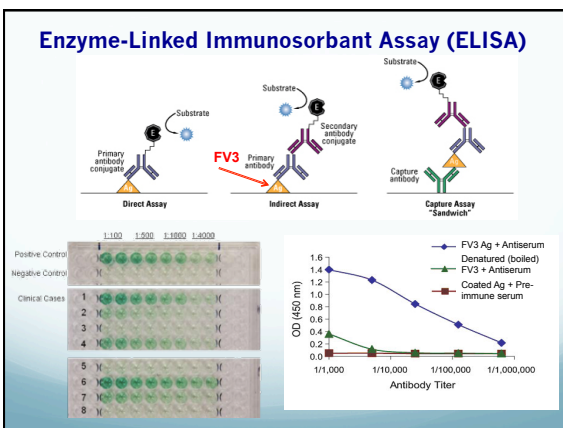 Enzyme-Linked Immunosorbant Assay (ELISA)
Substrate
E
Primary
antibody
conjugate
Ag
Direct Assay
FV3
Substrate
E
Secondary
antibody
conjugate
Primary
antibody
Ag
Indirect Assay
Substrate
E
Capture
antibody
Ag
Capture Assay
"Sandwich"
1:100 1:500 1:1000 1:4000
Positive Control
Negative Control
Clinical Cases
1
2
3
4
5
6
7
8
OD (450 nm)
1.6
1.4
1.2
1.0
0.8
0.6
0.4
0.2
0.0
1/1,000 1/10,000 1/100,000 1/1,000,000
Antibody Titer
FV3 Ag + Antiserum
Denatured (boiled)
FV3 + Antiserum
Coated Ag + Pre-
immune serum